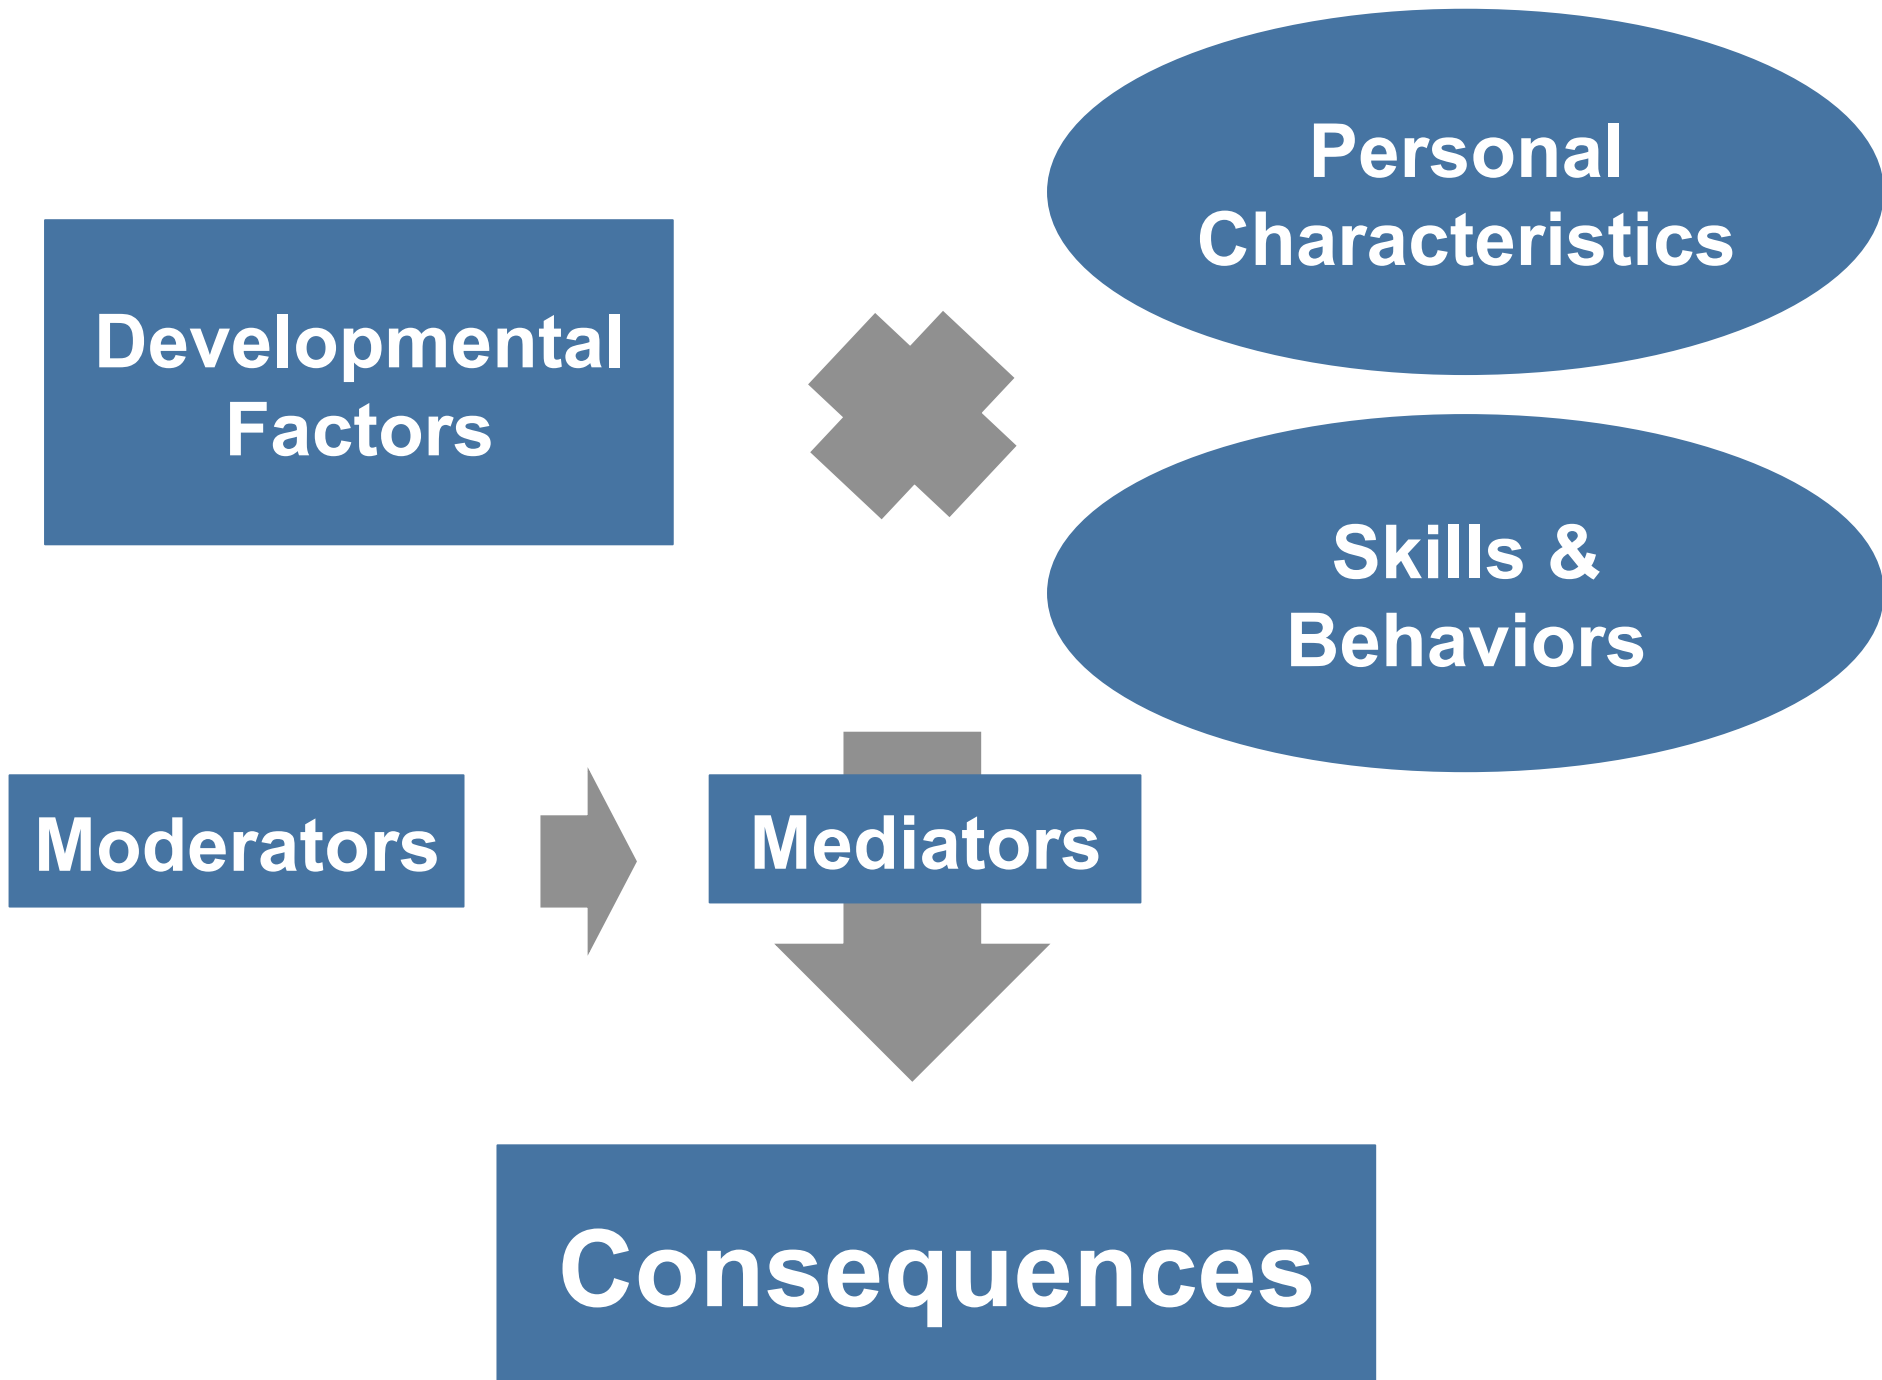 Personal
Characteristics
Developmental
Factors
Skills &
Behaviors
Moderators
Mediators
Consequences